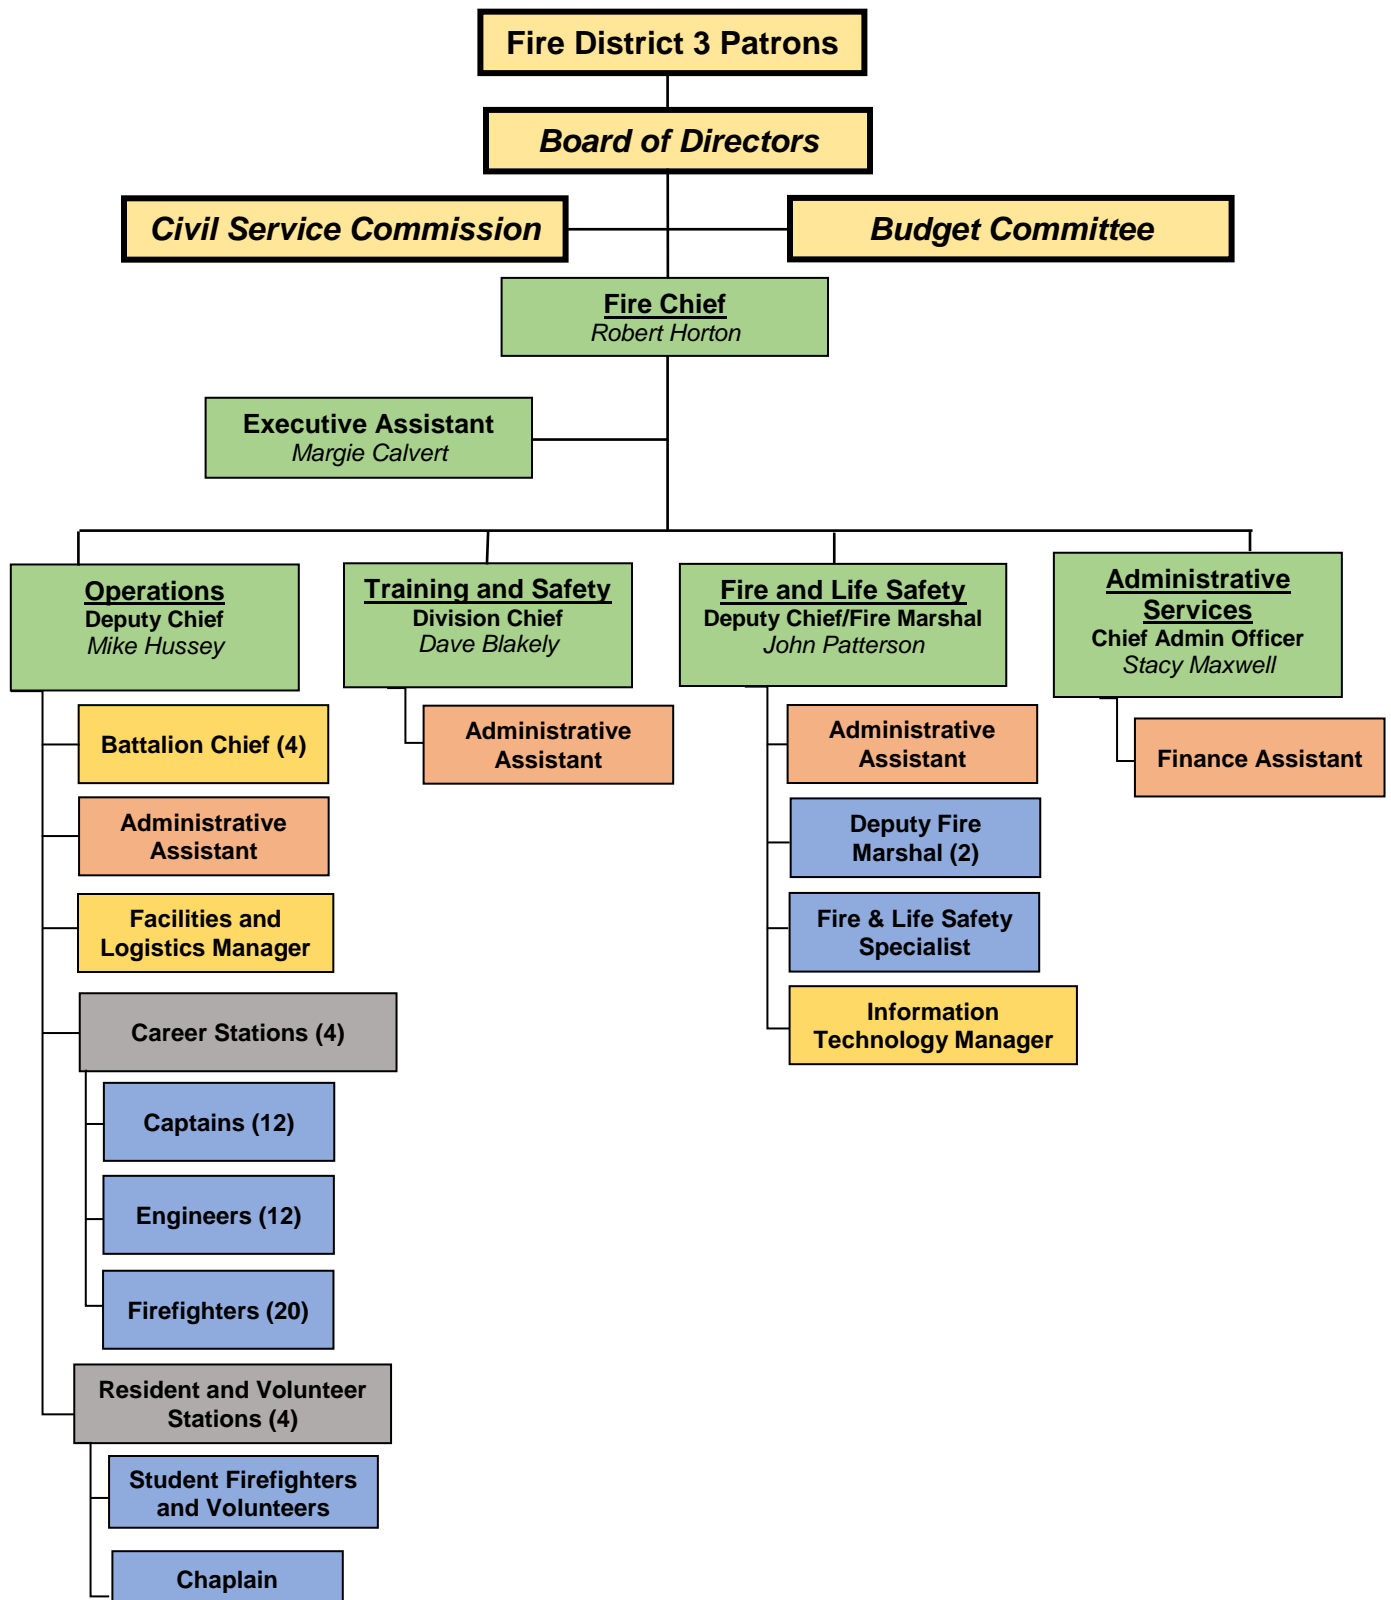 Fire District 3 Patrons
Board of Directors
Civil Service Commission
Budget Committee
Fire Chief
Robert Horton
Executive Assistant
Margie Calvert
Operations
Deputy Chief
Mike Hussey
Training and Safety
Division Chief
Dave Blakely
Fire and Life Safety
Deputy Chief/Fire Marshal
John Patterson
Administrative
Services
Chief Admin Officer
Stacy Maxwell
Battalion Chief (4)
Administrative
Assistant
Facilities and
Logistics Manager
Career Stations (4)
Captains (12)
Engineers (12)
Firefighters (20)
Resident and Volunteer
Stations (4)
Student Firefighters
and Volunteers
Chaplain
Administrative
Assistant
Administrative
Assistant
Deputy Fire
Marshal (2)
Fire & Life Safety
Specialist
Information
Technology Manager
Finance Assistant